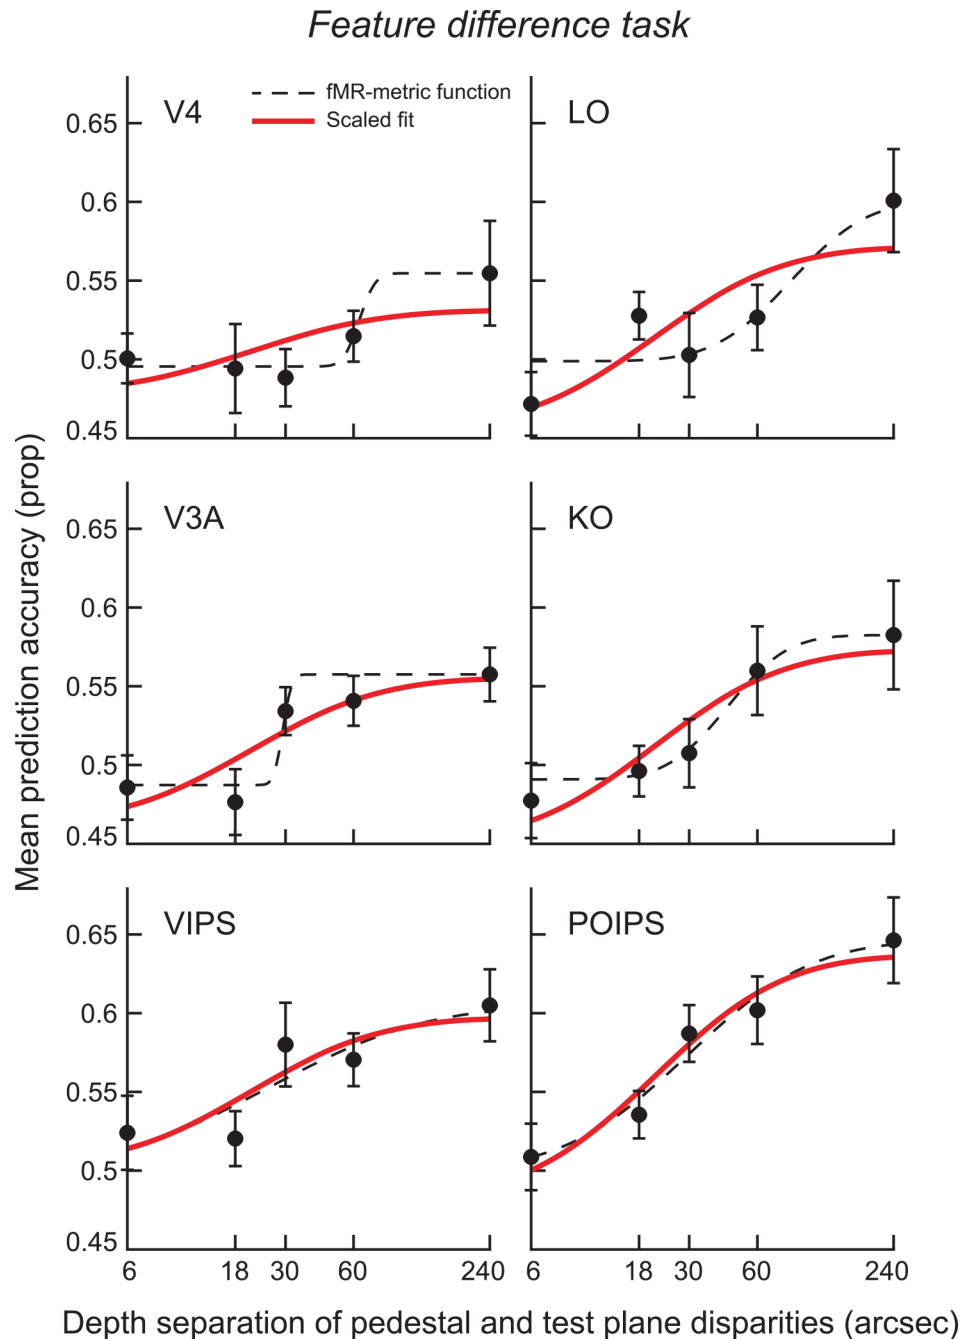 Feature difference task
V4
fMR-metric function
Scaled fit
LO
0.65
0.6
0.55
0.5
0.45
V3A
KO
0.65
0.6
0.55
0.5
0.45
VIPS
POIPS
0.65
0.6
0.55
0.5
0.45
6 18 30 60 240
6 18 30 60 240
Mean prediction accuracy (prop)
Depth separation of pedestal and test plane disparities (arcsec)